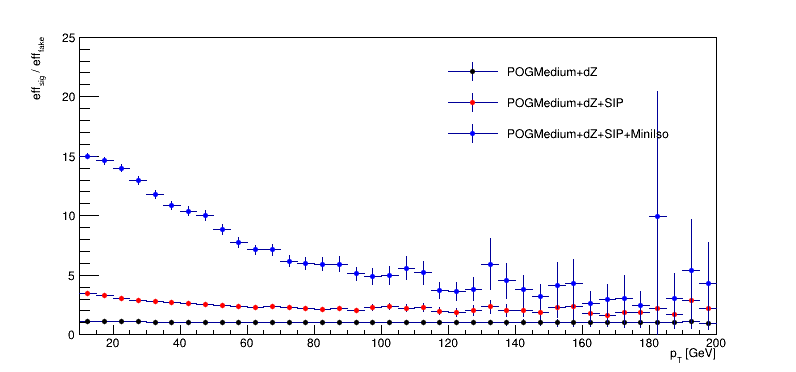 eff_sig / eff_fake
25
20
15
10
5
0
POGMedium+dZ
POGMedium+dZ+SIP
POGMedium+dZ+SIP+MiniIso
20 40 60 80 100 120 140 160 180 200
p_T [GeV]